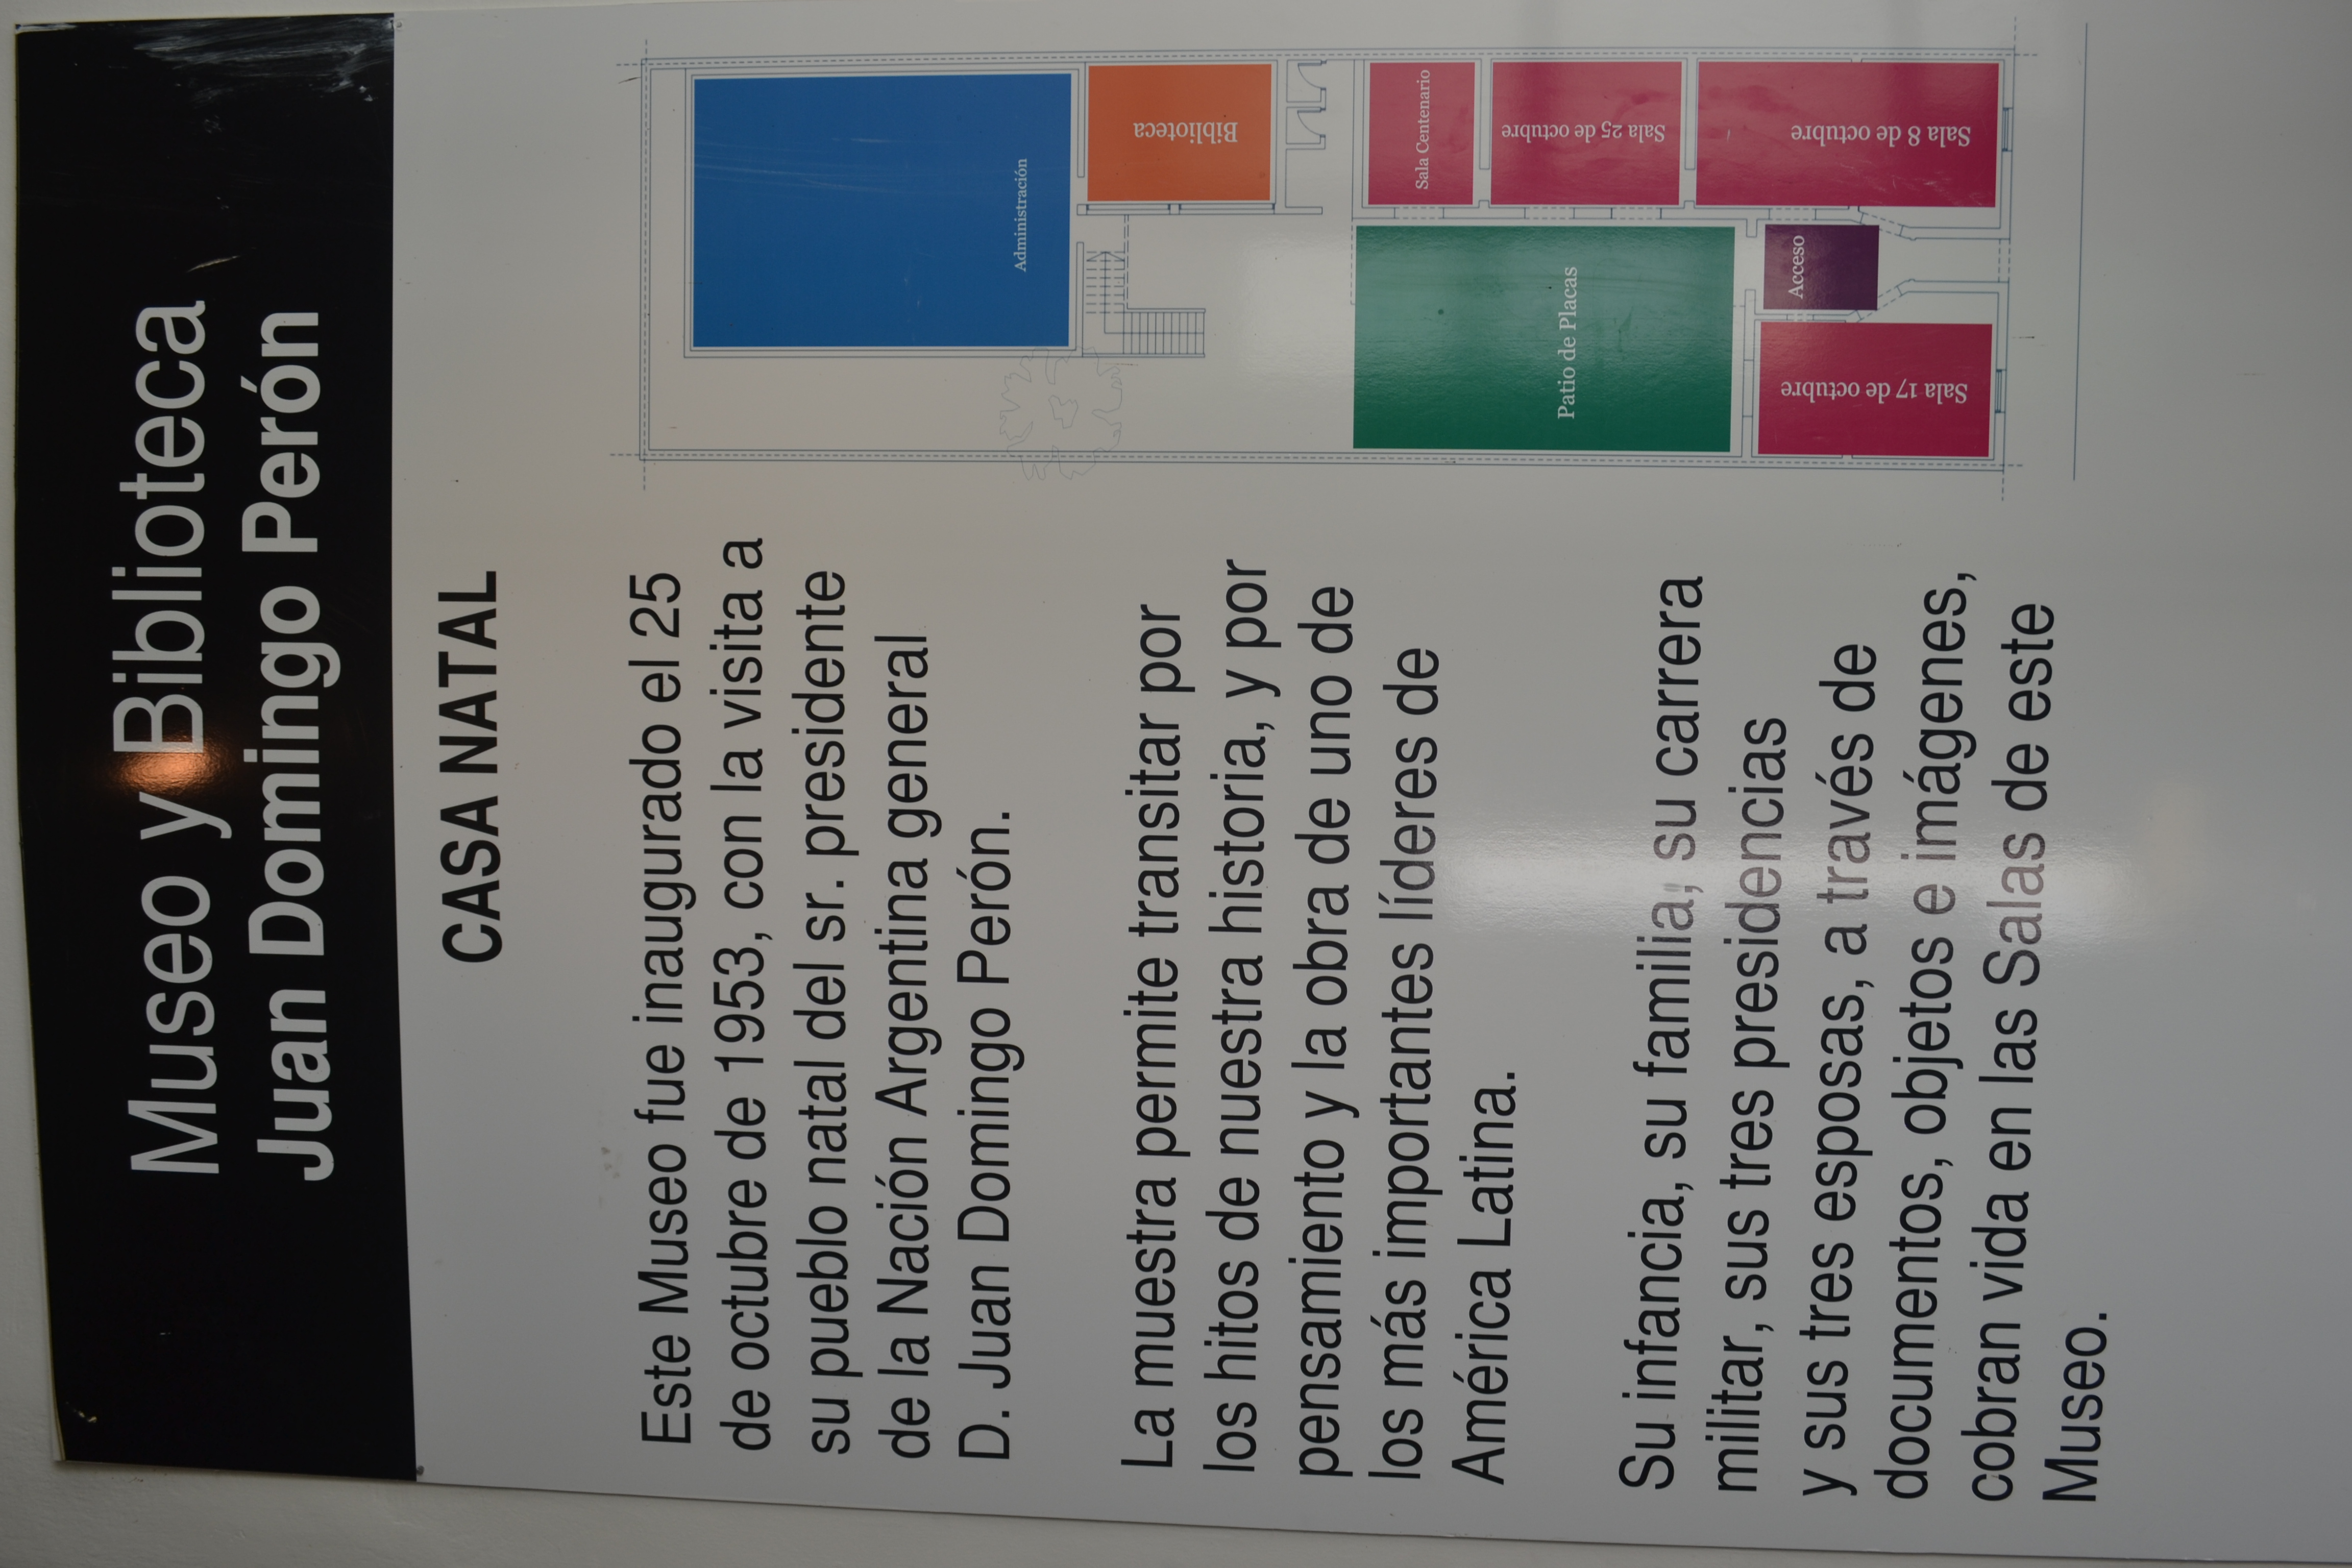 Museo y Biblioteca
Juan Domingo Perón
CASA NATAL
Este Museo fue inaugurado el 25
de octubre de 1953, con la visita a
su pueblo natal del sr. presidente
de la Nación Argentina general
D. Juan Domingo Perón.
La muestra permite transitar por
los hitos de nuestra historia, y por
pensamiento y la obra de uno de
los más importantes líderes de
América Latina.
Su infancia, su familia, su carrera
militar, sus tres presidencias
y sus tres esposas, a través de
documentos, objetos e imágenes,
cobran vida en las Salas de este
Museo.
Administración
Biblioteca
Sala Centenario
Sala 25 de octubre
Sala 8 de octubre
Patio de Placas
Acceso
Sala 17 de octubre